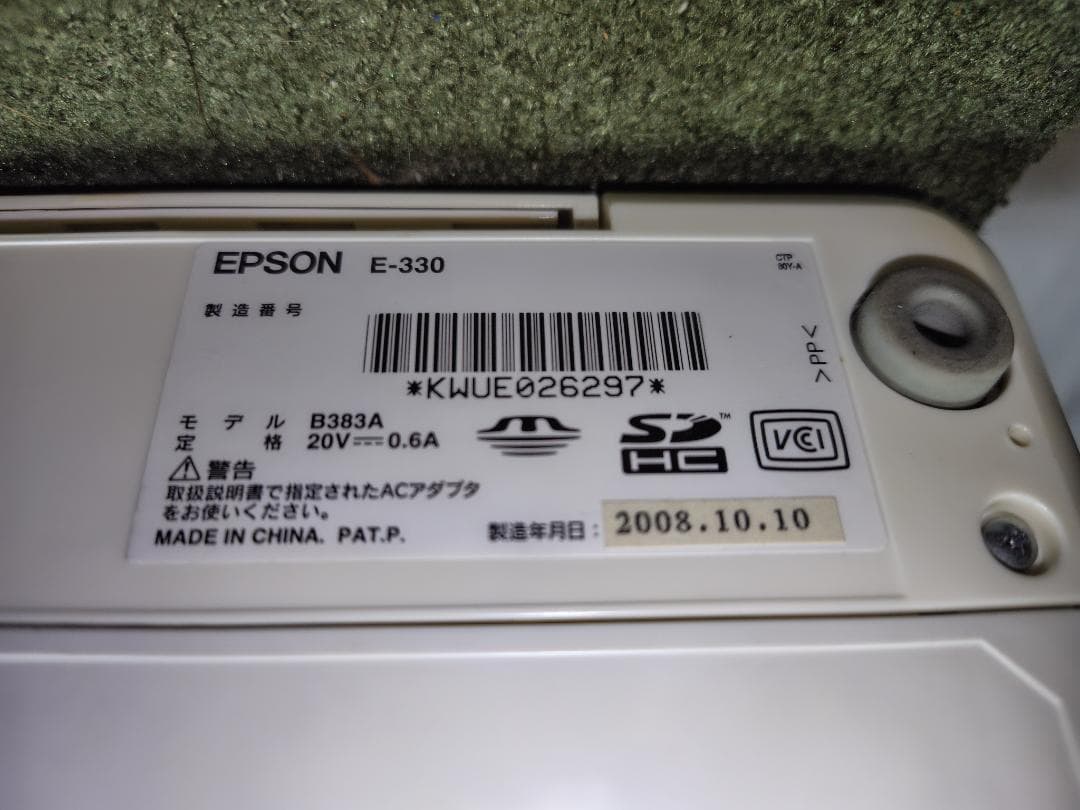 EPSON E-330
CTP
80Y-A
製造番号
*KWUE026297*
>PP<
モデル B383A
定格 20V⎓0.6A
SD™
HC
VCI
⚠警告
取扱説明書で指定されたACアダプタ
をお使いください。
MADE IN CHINA. PAT.P.
製造年月日：2008.10.10